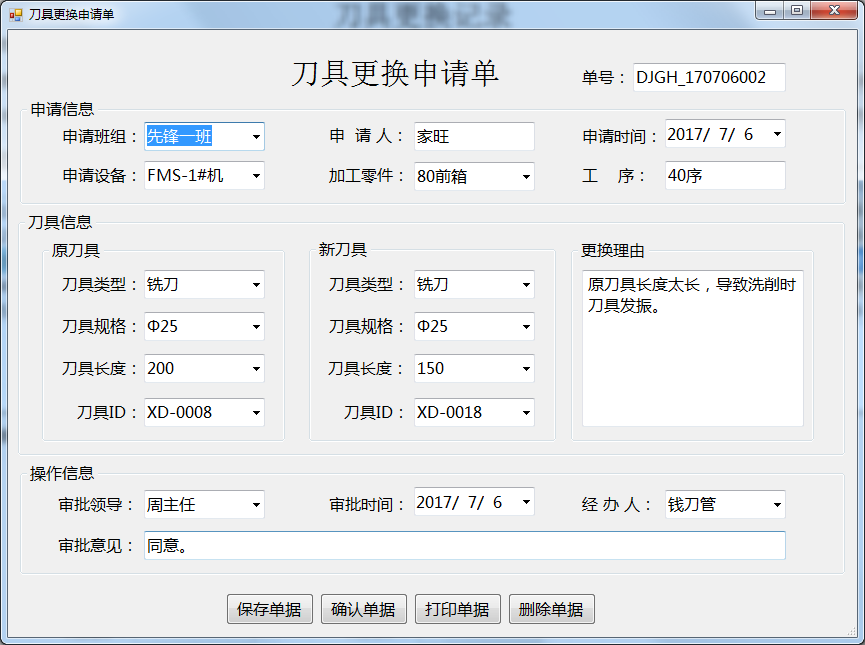 刀具更换申请单
刀具更换记录
刀具更换申请单
单号： DJGH_170706002
申请信息
申请班组： 先锋一班 申 请 人： 家旺 申请时间： 2017/ 7/ 6
申请设备： FMS-1#机 加工零件： 80前箱 工 序： 40序
刀具信息
原刀具 新刀具 更换理由
刀具类型： 铣刀 刀具类型： 铣刀 原刀具长度太长，导致洗削时
刀具发振。
刀具规格： Φ25 刀具规格： Φ25
刀具长度： 200 刀具长度： 150
刀具ID： XD-0008 刀具ID： XD-0018
操作信息
审批领导： 周主任 审批时间： 2017/ 7/ 6 经 办 人： 钱刀管
审批意见： 同意。
保存单据 确认单据 打印单据 删除单据